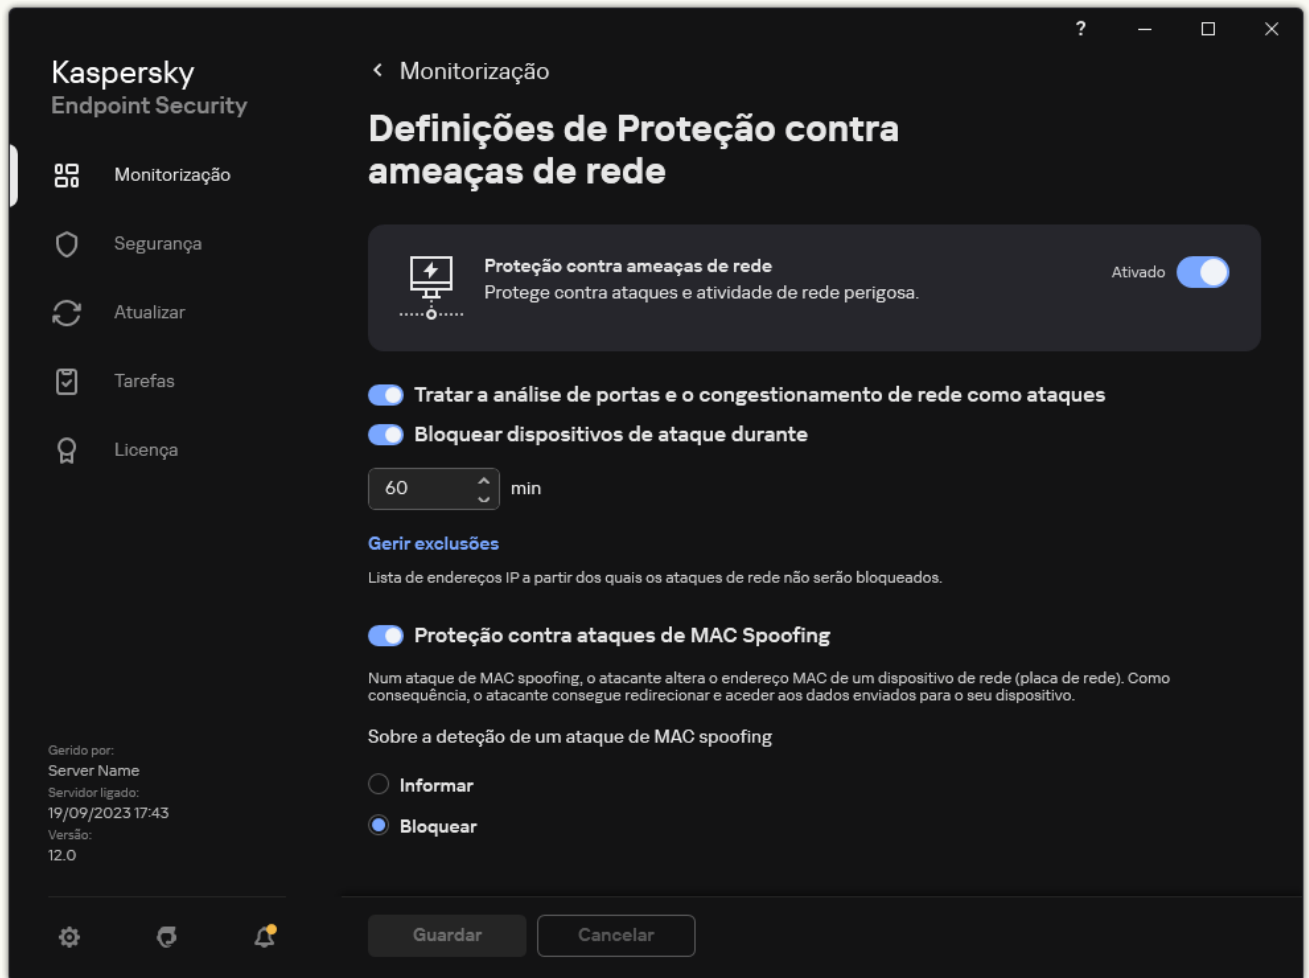 ?
Kaspersky
Endpoint Security
Monitorização
Segurança
Atualizar
Tarefas
Licença
Gerido por:
Server Name
Servidor ligado:
19/09/2023 17:43
Versão:
12.0
Monitorização
Definições de Proteção contra
ameaças de rede
Proteção contra ameaças de rede
Protege contra ataques e atividade de rede perigosa.
Ativado
Tratar a análise de portas e o congestionamento de rede como ataques
Bloquear dispositivos de ataque durante
60 min
Gerir exclusões
Lista de endereços IP a partir dos quais os ataques de rede não serão bloqueados.
Proteção contra ataques de MAC Spoofing
Num ataque de MAC spoofing, o atacante altera o endereço MAC de um dispositivo de rede (placa de rede). Como
consequência, o atacante consegue redirecionar e aceder aos dados enviados para o seu dispositivo.
Sobre a deteção de um ataque de MAC spoofing
Informar
Bloquear
Guardar
Cancelar